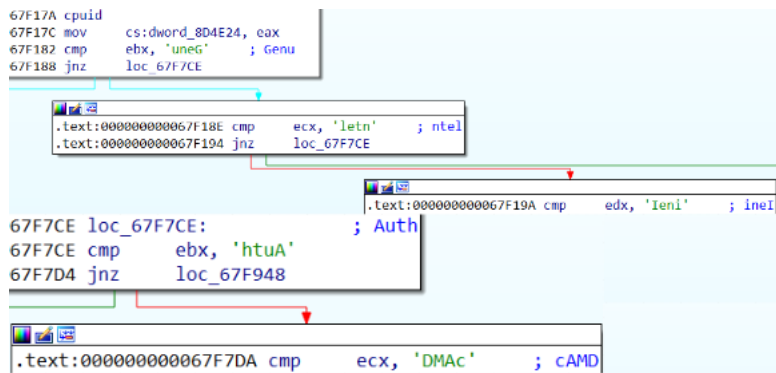 67F17A cpuid
67F17C mov cs:dword_8D4E24, eax
67F182 cmp ebx, 'uneG' ; Genu
67F188 jnz loc_67F7CE
.text:000000000067F18E cmp ecx, 'letn' ; ntel
.text:000000000067F194 jnz loc_67F7CE
.text:000000000067F19A cmp edx, 'Ieni' ; ineI
67F7CE loc_67F7CE: ; Auth
67F7CE cmp ebx, 'htuA'
67F7D4 jnz loc_67F948
.text:000000000067F7DA cmp ecx, 'DMAc' ; cAMD